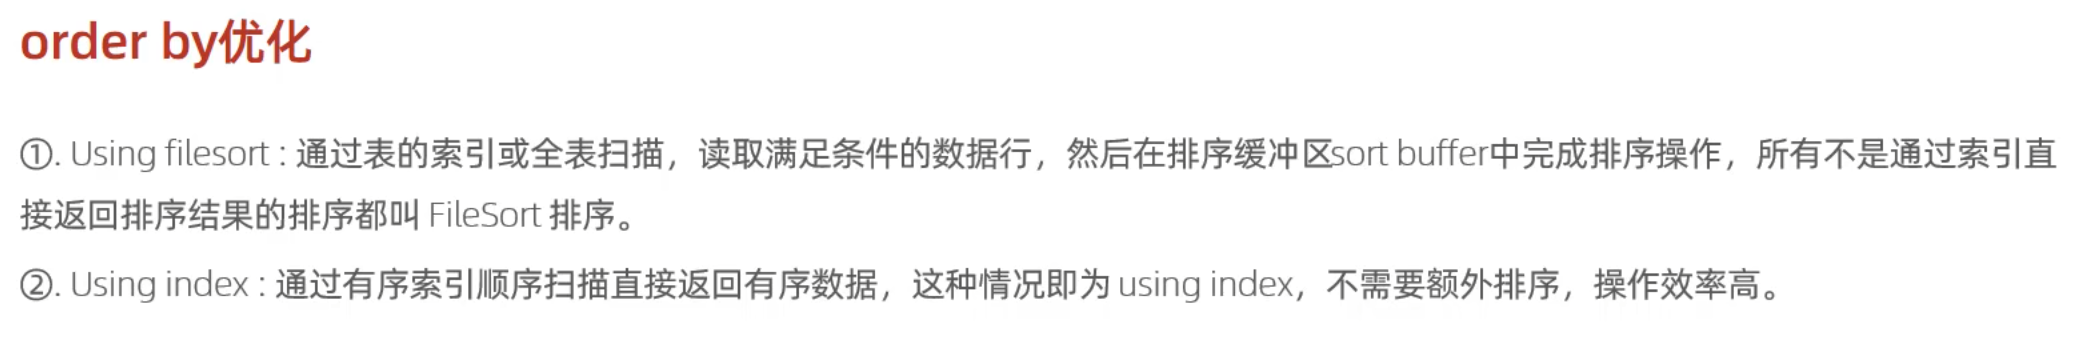 order by优化
①. Using filesort : 通过表的索引或全表扫描，读取满足条件的数据行，然后在排序缓冲区sort buffer中完成排序操作，所有不是通过索引直
接返回排序结果的排序都叫 FileSort 排序。
②. Using index : 通过有序索引顺序扫描直接返回有序数据，这种情况即为 using index，不需要额外排序，操作效率高。